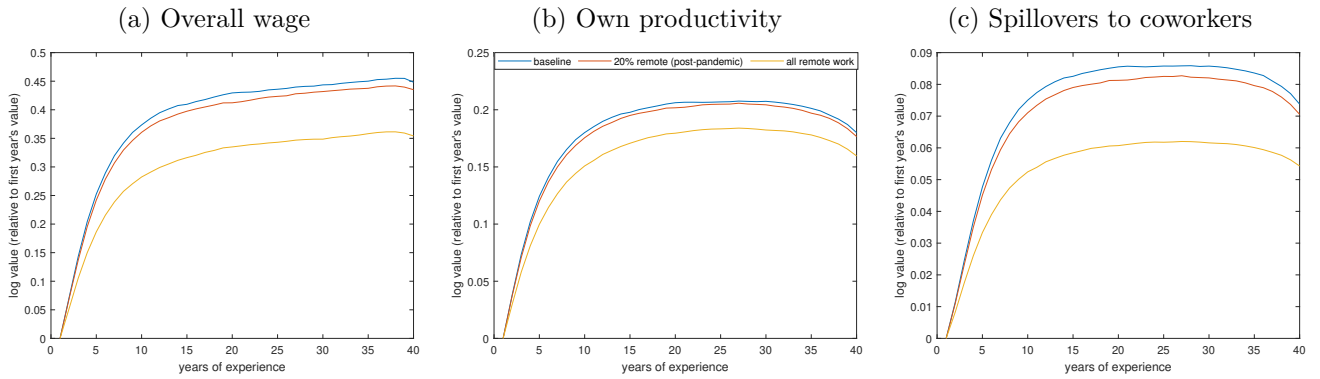 (a) Overall wage
(b) Own productivity
(c) Spillovers to coworkers
log value (relative to first year's value)
0.5
0.45
0.4
0.35
0.3
0.25
0.2
0.15
0.1
0.05
0
0 5 10 15 20 25 30 35 40
years of experience
log value (relative to first year's value)
0.25
0.2
0.15
0.1
0.05
0
baseline 20% remote (post-pandemic) all remote work
0 5 10 15 20 25 30 35 40
years of experience
log value (relative to first year's value)
0.09
0.08
0.07
0.06
0.05
0.04
0.03
0.02
0.01
0
0 5 10 15 20 25 30 35 40
years of experience